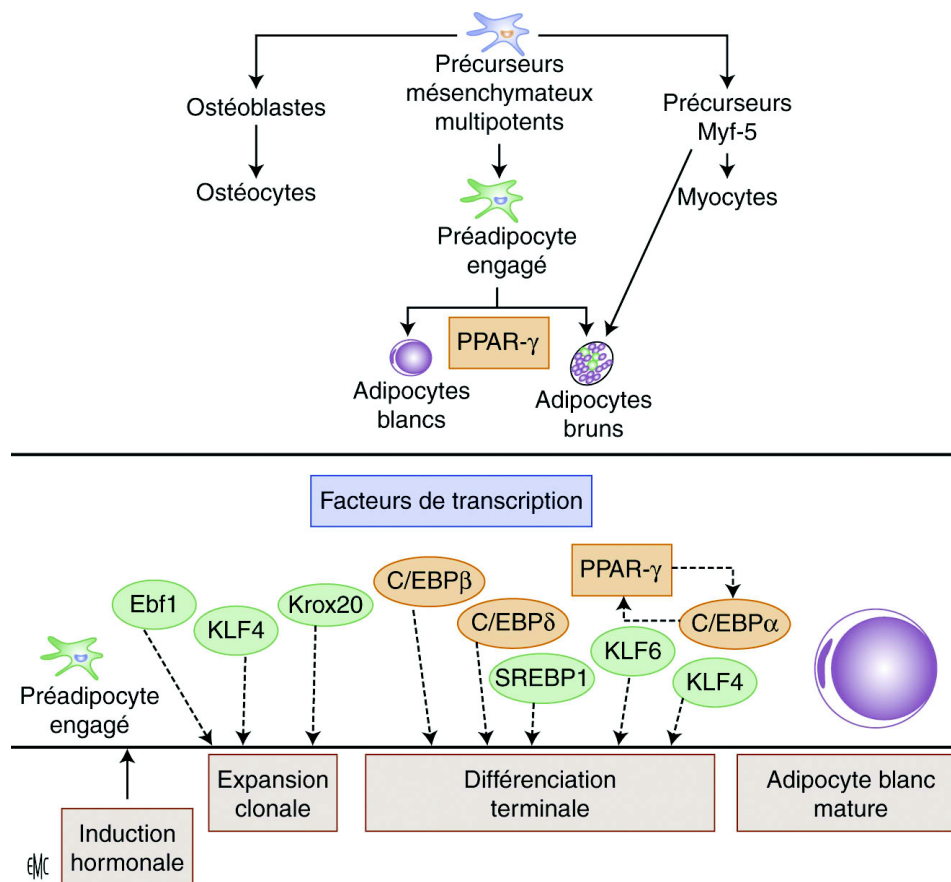 Précurseurs
mésenchymateux
multipotents
Ostéoblastes
Ostéocytes
Précurseurs
Myf-5
Myocytes
Préadipocyte
engagé
PPAR-γ
Adipocytes
blancs
Adipocytes
bruns
Facteurs de transcription
Ebf1
KLF4
Krox20
C/EBPβ
C/EBPδ
SREBP1
PPAR-γ
C/EBPα
KLF6
KLF4
Préadipocyte
engagé
Induction
hormonale
Expansion
clonale
Différenciation
terminale
Adipocyte blanc
mature
EMC